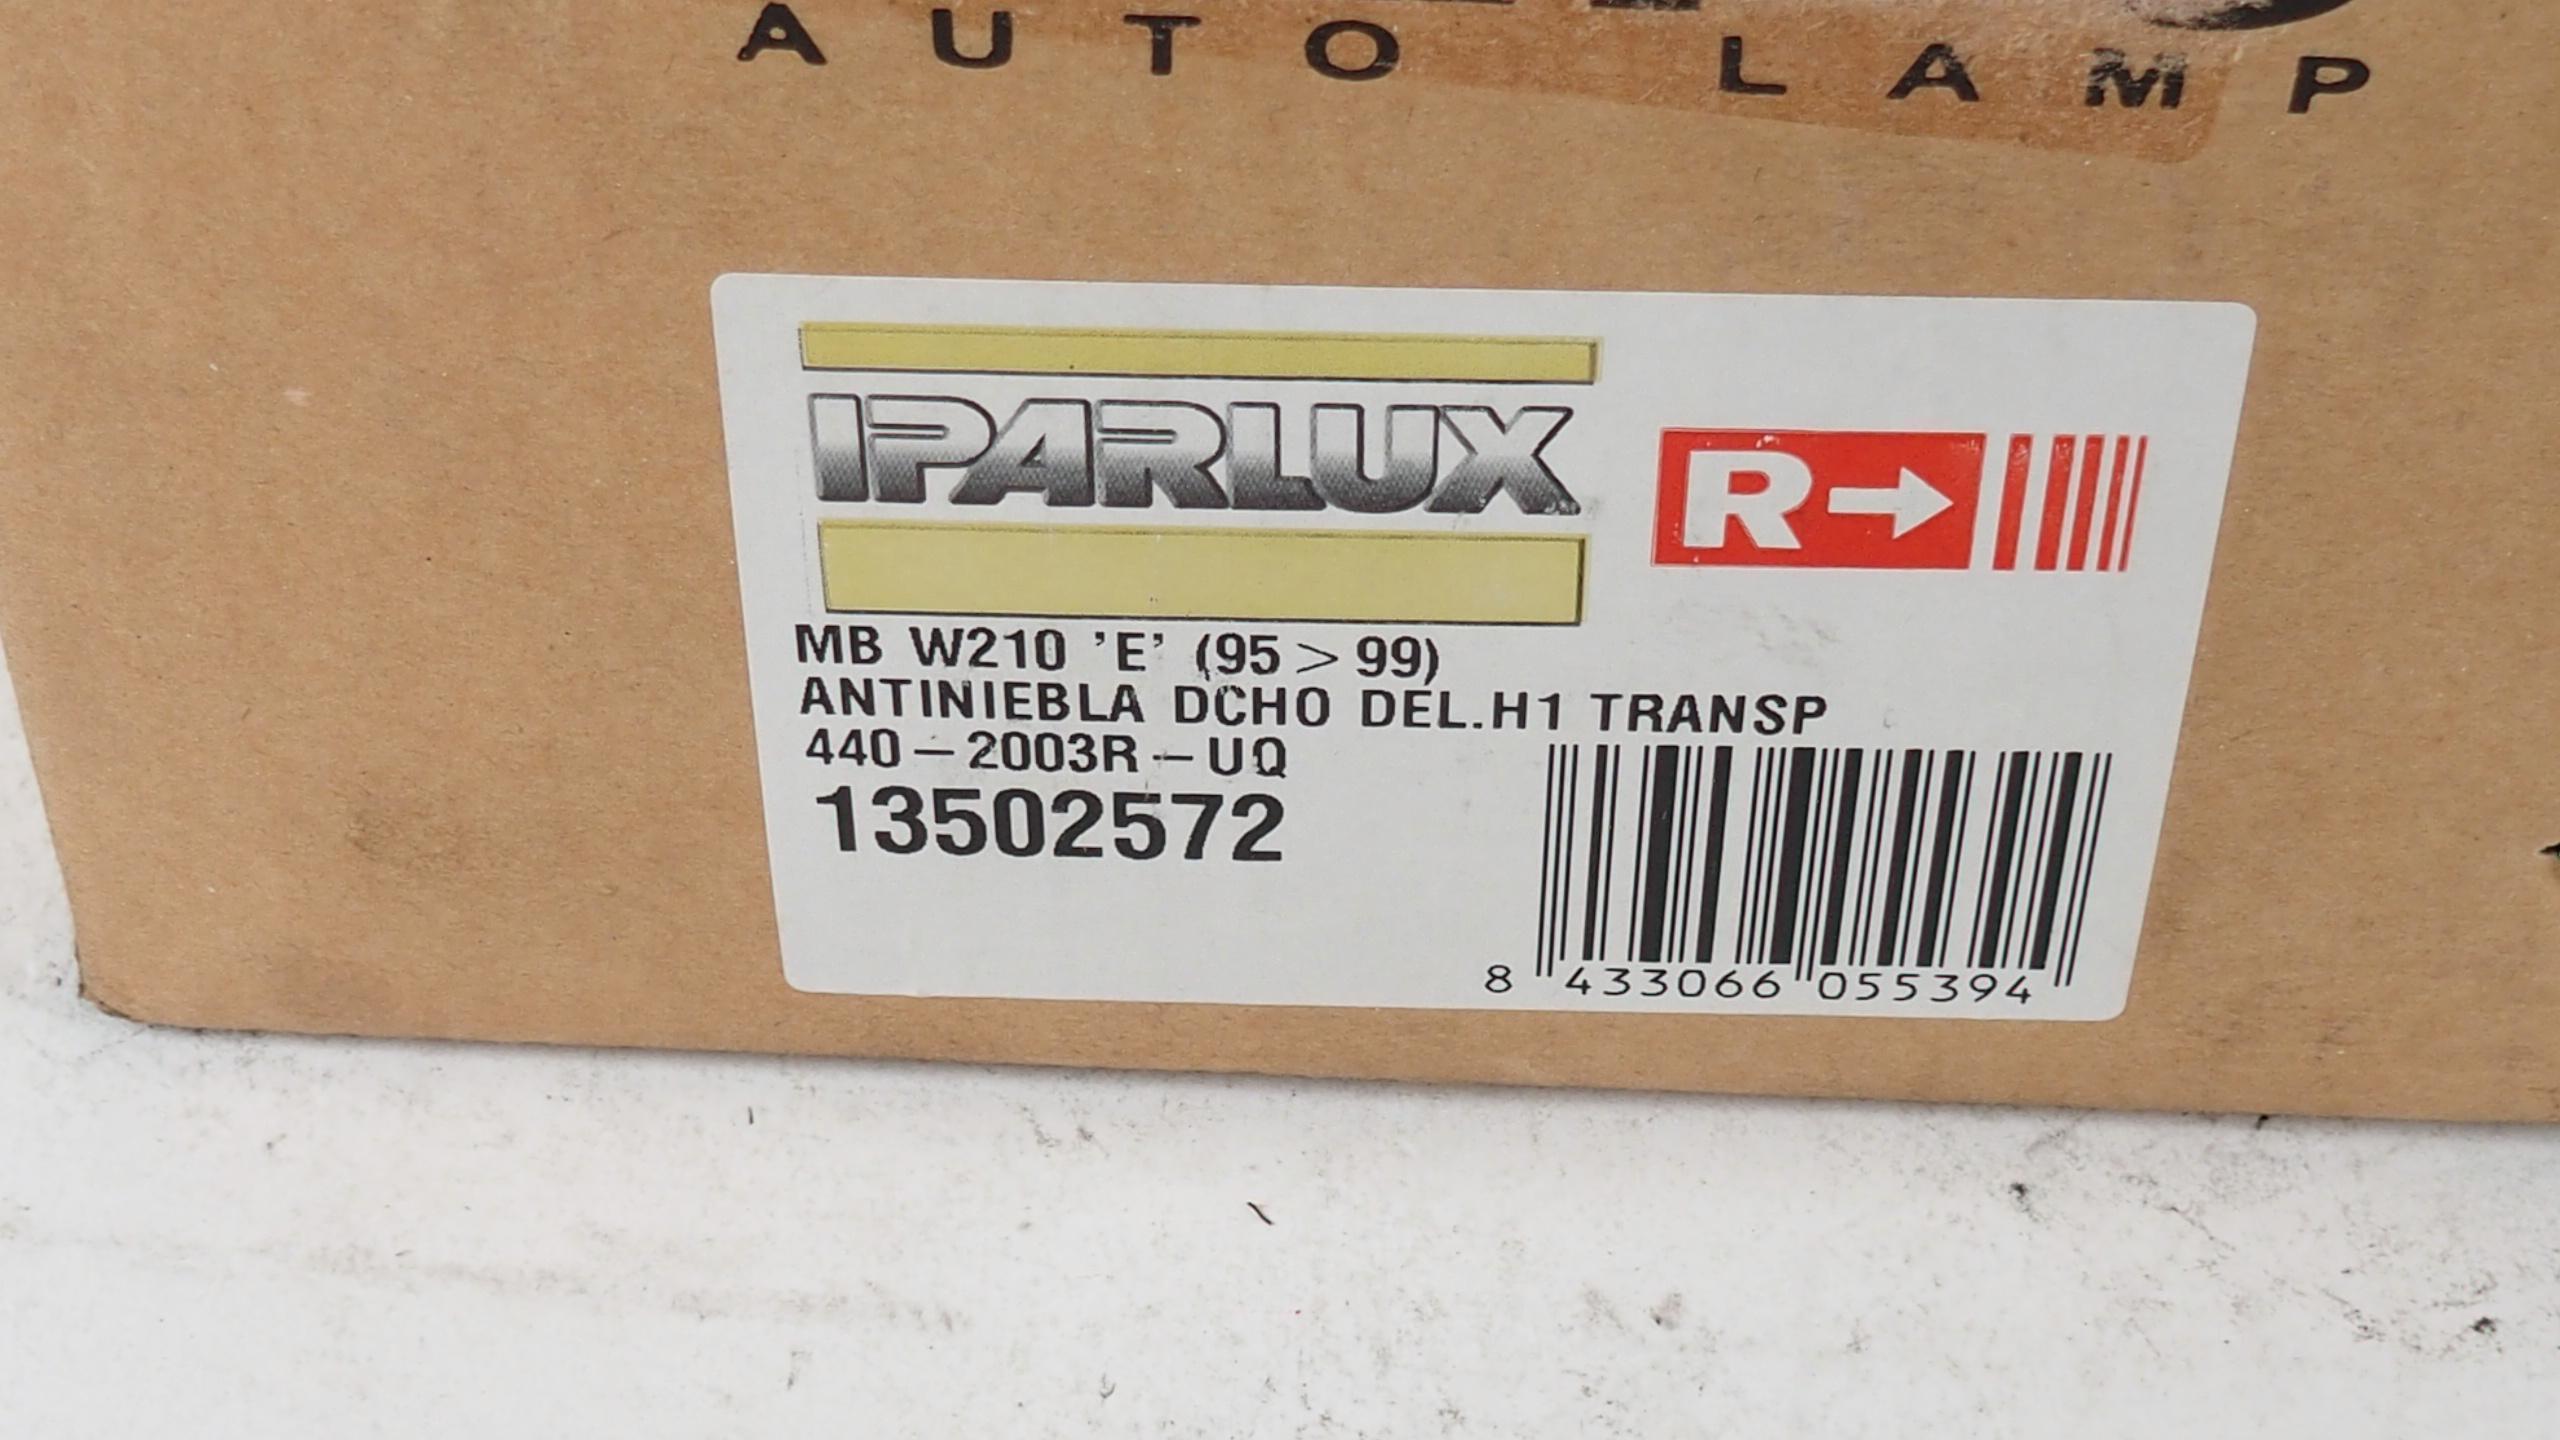 AUTO LAMP
IPARLUX
R→
MB W210 'E' (95 > 99)
ANTINIEBLA DCHO DEL.H1 TRANSP
440-2003R-UQ
13502572
8 433066 055394